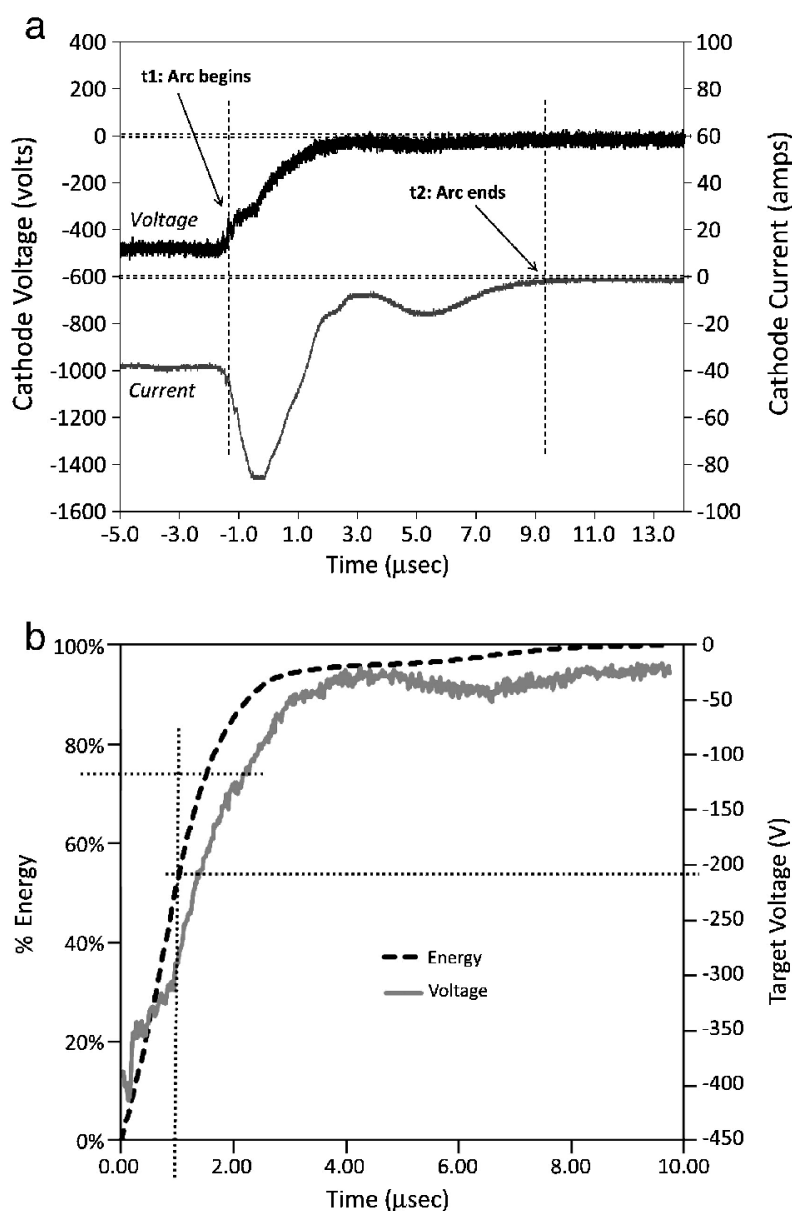 a
400
200
0
-200
-400
-600
-800
-1000
-1200
-1400
-1600
Cathode Voltage (volts)
t1: Arc begins
t2: Arc ends
Voltage
Current
100
80
60
40
20
0
-20
-40
-60
-80
-100
Cathode Current (amps)
-5.0 -3.0 -1.0 1.0 3.0 5.0 7.0 9.0 11.0 13.0
Time (μsec)
b
100%
80%
60%
40%
20%
0%
% Energy
Energy
Voltage
0
-50
-100
-150
-200
-250
-300
-350
-400
-450
Target Voltage (V)
0.00 2.00 4.00 6.00 8.00 10.00
Time (μsec)